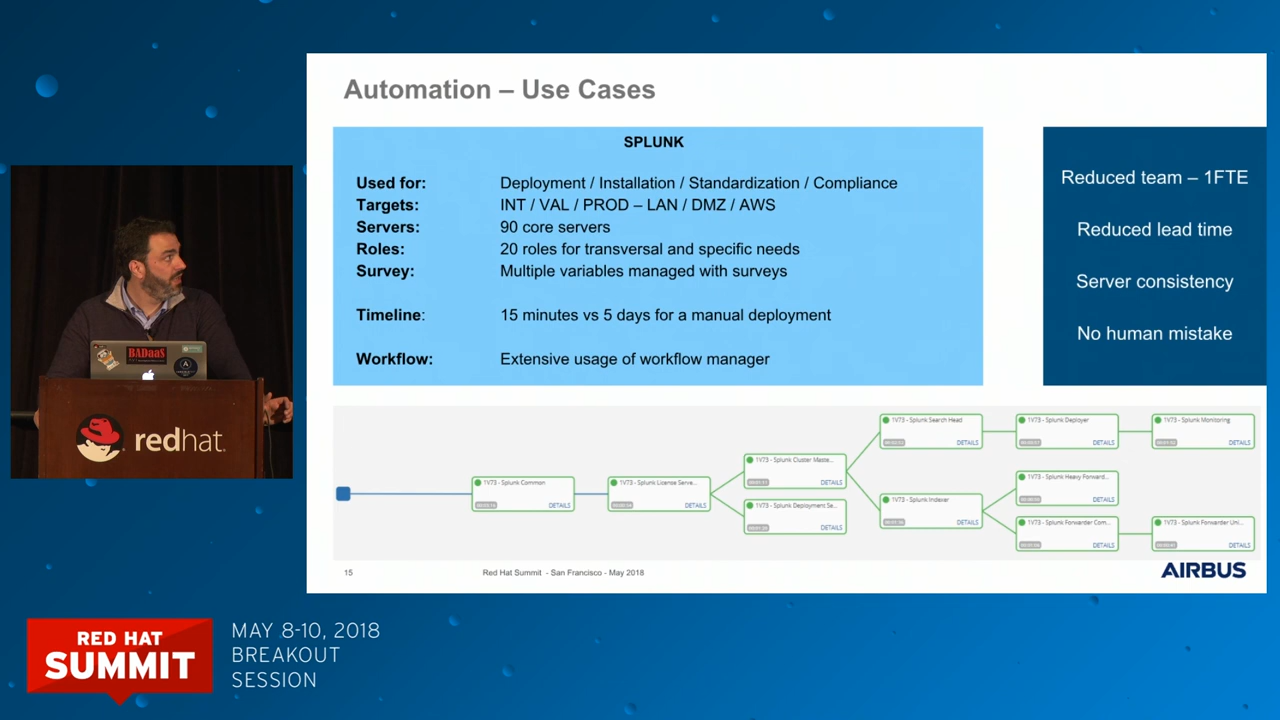 Automation – Use Cases
SPLUNK
Used for: Deployment / Installation / Standardization / Compliance
Targets: INT / VAL / PROD – LAN / DMZ / AWS
Servers: 90 core servers
Roles: 20 roles for transversal and specific needs
Survey: Multiple variables managed with surveys
Timeline: 15 minutes vs 5 days for a manual deployment
Workflow: Extensive usage of workflow manager
Reduced team – 1FTE
Reduced lead time
Server consistency
No human mistake
1V73 - Splunk Common
DETAILS
1V73 - Splunk License Serve...
DETAILS
1V73 - Splunk Cluster Maste...
DETAILS
1V73 - Splunk Deployment Se...
DETAILS
1V73 - Splunk Search Head
DETAILS
1V73 - Splunk Indexer
DETAILS
1V73 - Splunk Deployer
DETAILS
1V73 - Splunk Heavy Forward...
DETAILS
1V73 - Splunk Forwarder Com...
DETAILS
1V73 - Splunk Monitoring
DETAILS
1V73 - Splunk Forwarder Uni...
DETAILS
15
Red Hat Summit - San Francisco - May 2018
AIRBUS
BADaaS
redhat.
RED HAT
SUMMIT
MAY 8-10, 2018
BREAKOUT
SESSION